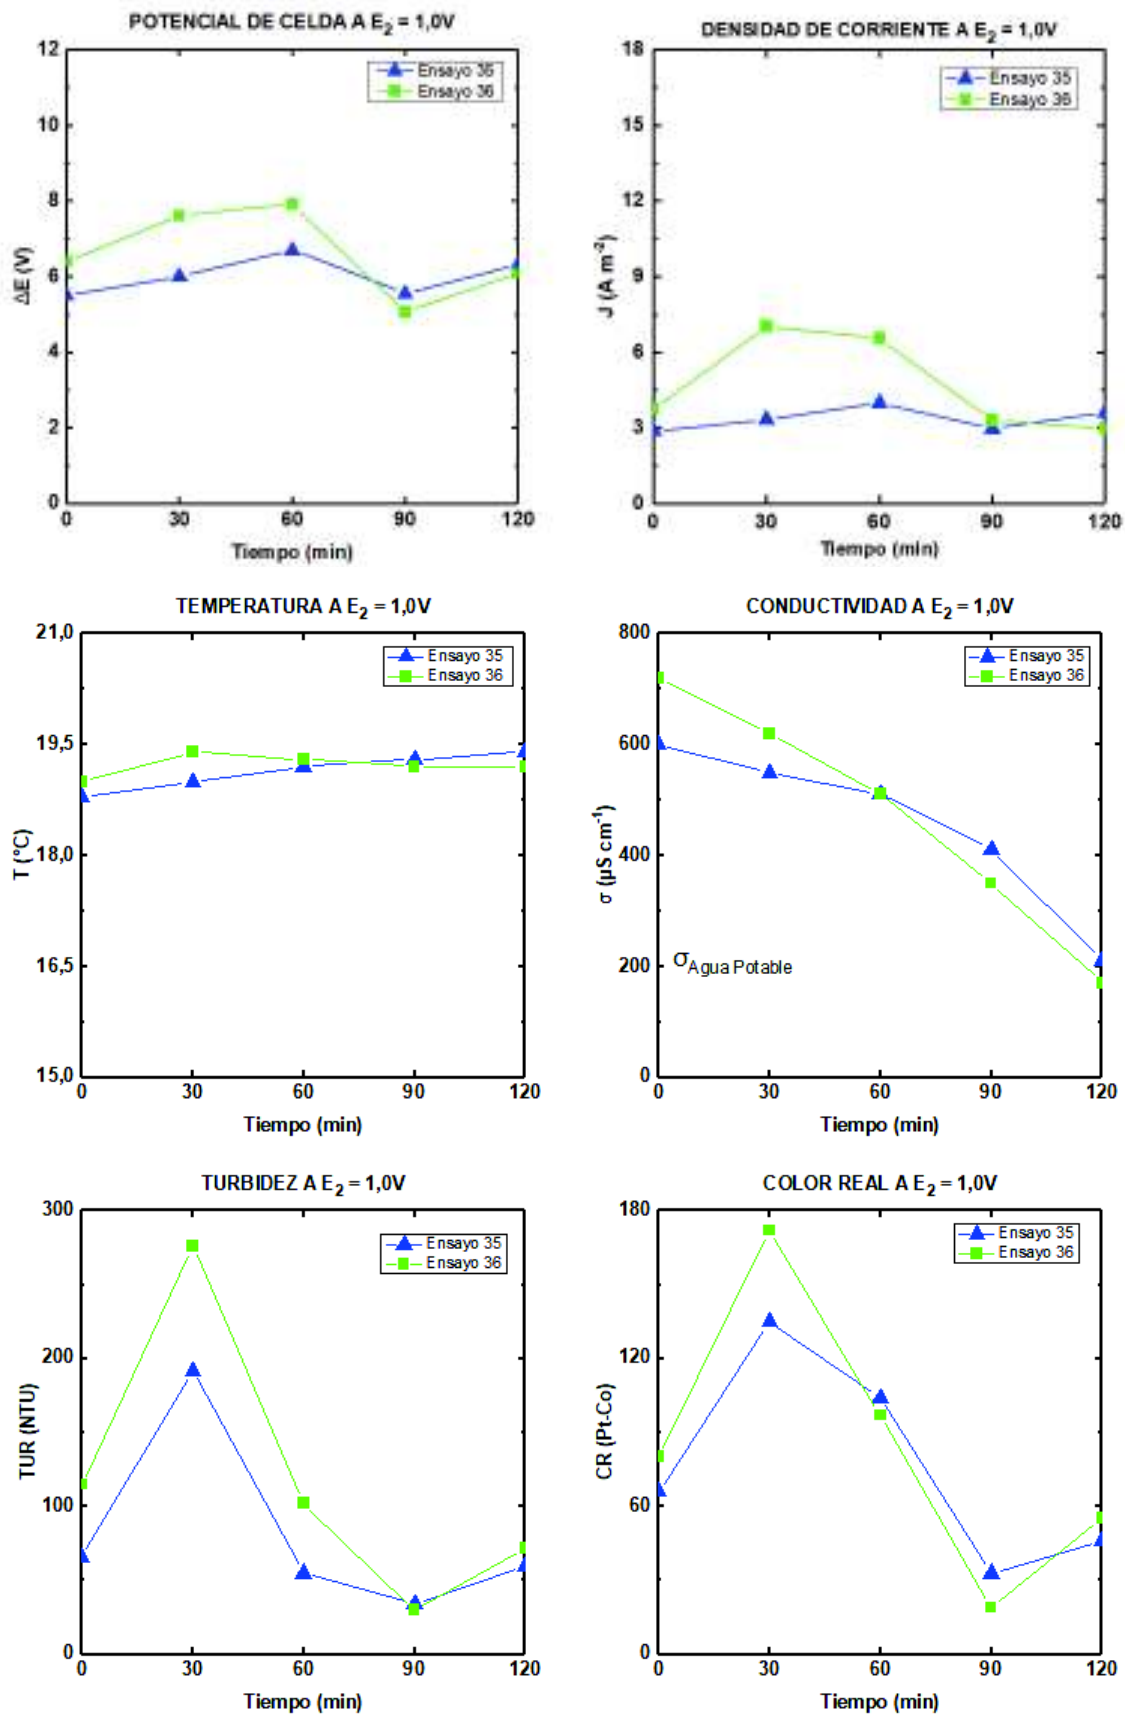 POTENCIAL DE CELDA A E2 = 1,0V
12
10
8
6
4
2
0
ΔE (V)
Ensayo 36
Ensayo 36
0 30 60 90 120
Tiempo (min)
DENSIDAD DE CORRIENTE A E2 = 1,0V
18
15
12
9
6
3
0
J (A m-2)
Ensayo 35
Ensayo 36
0 30 60 90 120
Tiempo (min)
TEMPERATURA A E2 = 1,0V
21,0
19,5
18,0
16,5
15,0
T (°C)
Ensayo 35
Ensayo 36
0 30 60 90 120
Tiempo (min)
CONDUCTIVIDAD A E2 = 1,0V
800
600
400
200
0
σ (µS cm-1)
Ensayo 35
Ensayo 36
σAgua Potable
0 30 60 90 120
Tiempo (min)
TURBIDEZ A E2 = 1,0V
300
200
100
0
TUR (NTU)
Ensayo 35
Ensayo 36
0 30 60 90 120
Tiempo (min)
COLOR REAL A E2 = 1,0V
180
120
60
0
CR (Pt-Co)
Ensayo 35
Ensayo 36
0 30 60 90 120
Tiempo (min)